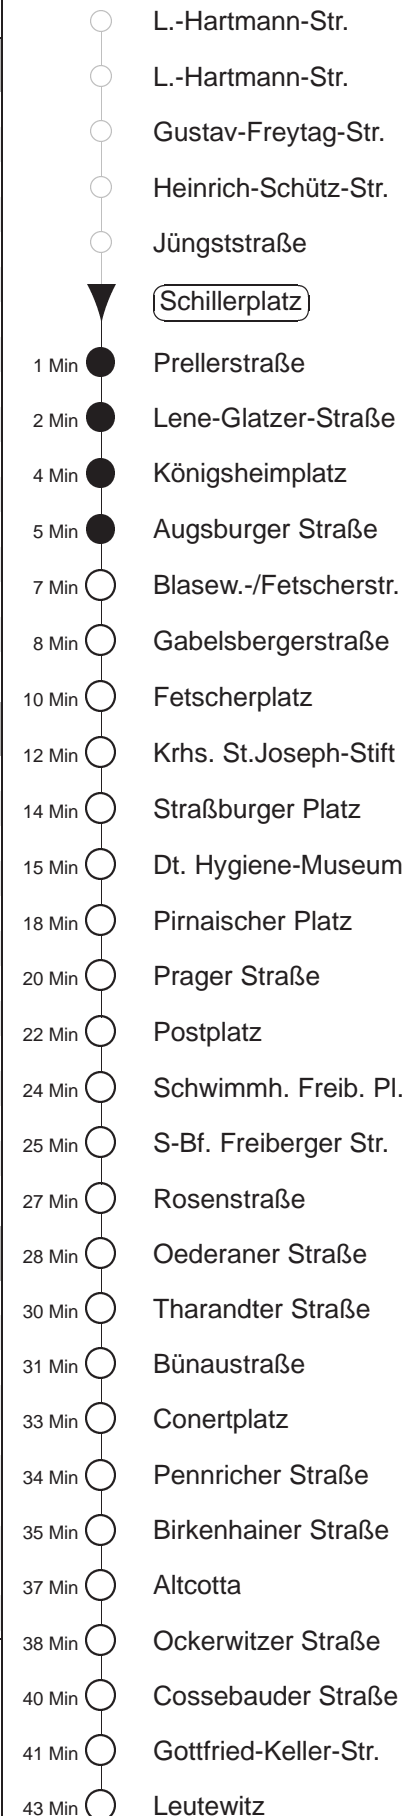 L.-Hartmann-Str.
L.-Hartmann-Str.
Gustav-Freytag-Str.
Heinrich-Schütz-Str.
Jüngststraße
Schillerplatz
1 Min Prellerstraße
2 Min Lene-Glatzer-Straße
4 Min Königsheimplatz
5 Min Augsburger Straße
7 Min Blasew.-/Fetscherstr.
8 Min Gabelsbergerstraße
10 Min Fetscherplatz
12 Min Krhs. St.Joseph-Stift
14 Min Straßburger Platz
15 Min Dt. Hygiene-Museum
18 Min Pirnaischer Platz
20 Min Prager Straße
22 Min Postplatz
24 Min Schwimmh. Freib. Pl.
25 Min S-Bf. Freiberger Str.
27 Min Rosenstraße
28 Min Oederaner Straße
30 Min Tharandter Straße
31 Min Bünaustraße
33 Min Conertplatz
34 Min Pennricher Straße
35 Min Birkenhainer Straße
37 Min Altcotta
38 Min Ockerwitzer Straße
40 Min Cossebauder Straße
41 Min Gottfried-Keller-Str.
43 Min Leutewitz